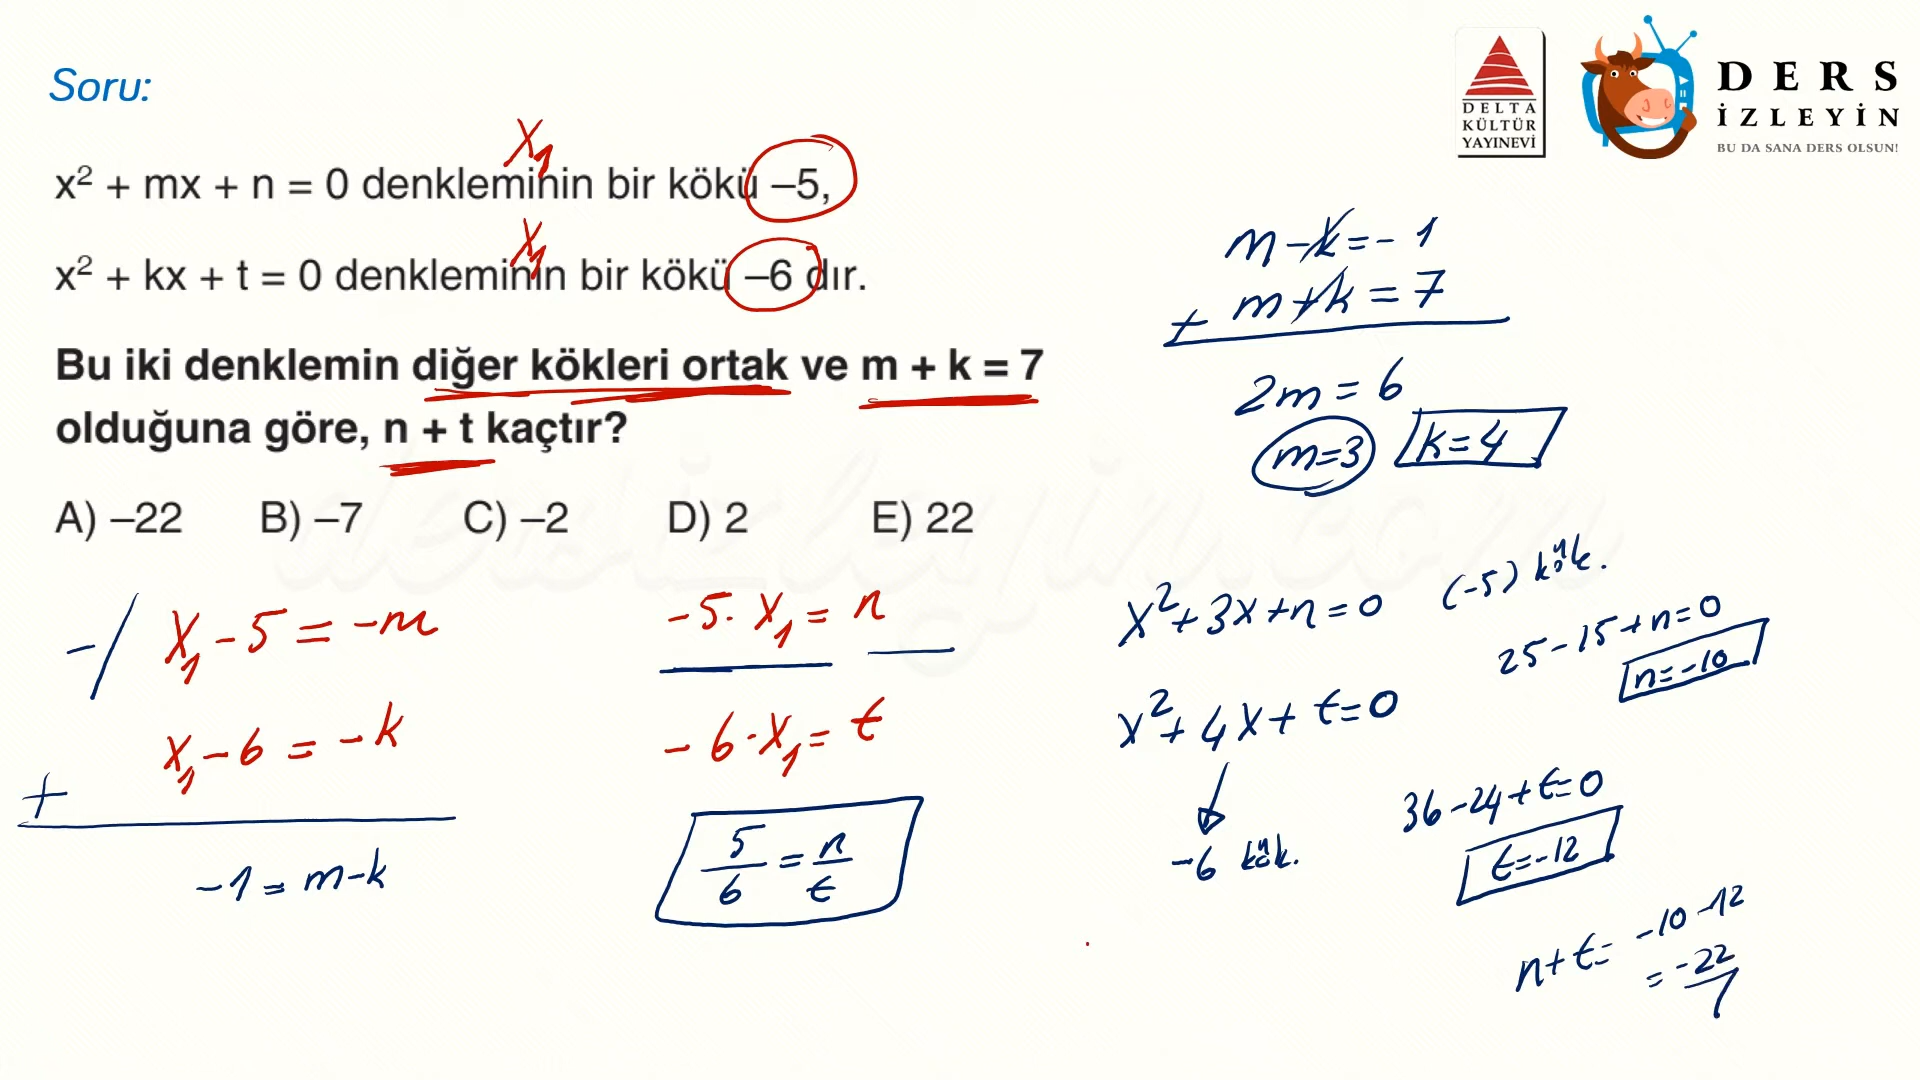 Soru:
DELTA
KÜLTÜR
YAYINEVİ
DERS
İZLEYİN
BU DA SANA DERS OLSUN!
x₁
x² + mx + n = 0 denkleminin bir kökü –5,
x₁
x² + kx + t = 0 denkleminin bir kökü –6 dır.
Bu iki denklemin diğer kökleri ortak ve m + k = 7
olduğuna göre, n + t kaçtır?
A) –22 B) –7 C) –2 D) 2 E) 22
dersizleyin.com
-/ x₁ - 5 = -m
x₁ - 6 = -k
+
-1 = m - k
-5 · x₁ = n
-6 · x₁ = t
5/6 = n/t
m - k = -1
+ m + k = 7
2m = 6
m = 3 k = 4
x² + 3x + n = 0 (-5) kök.
25 - 15 + n = 0
n = -10
x² + 4x + t = 0
-6 kök.
36 - 24 + t = 0
t = -12
n + t = -10 - 12
= -22